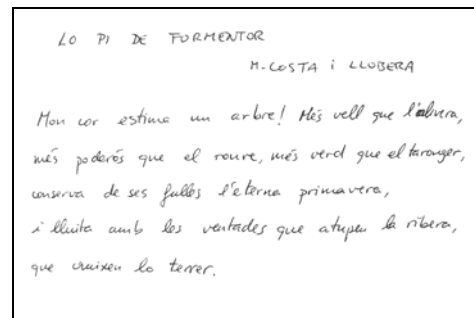 LO PI DE FORMENTOR
M. COSTA i LLOBERA
Mon cor estima un arbre! Més vell que l'olivera,
més poderós que el roure, més verd que el taronger,
conserva de ses fulles l'eterna primavera,
i lluita amb les ventades que atupen la ribera,
que cruixen lo terrer.